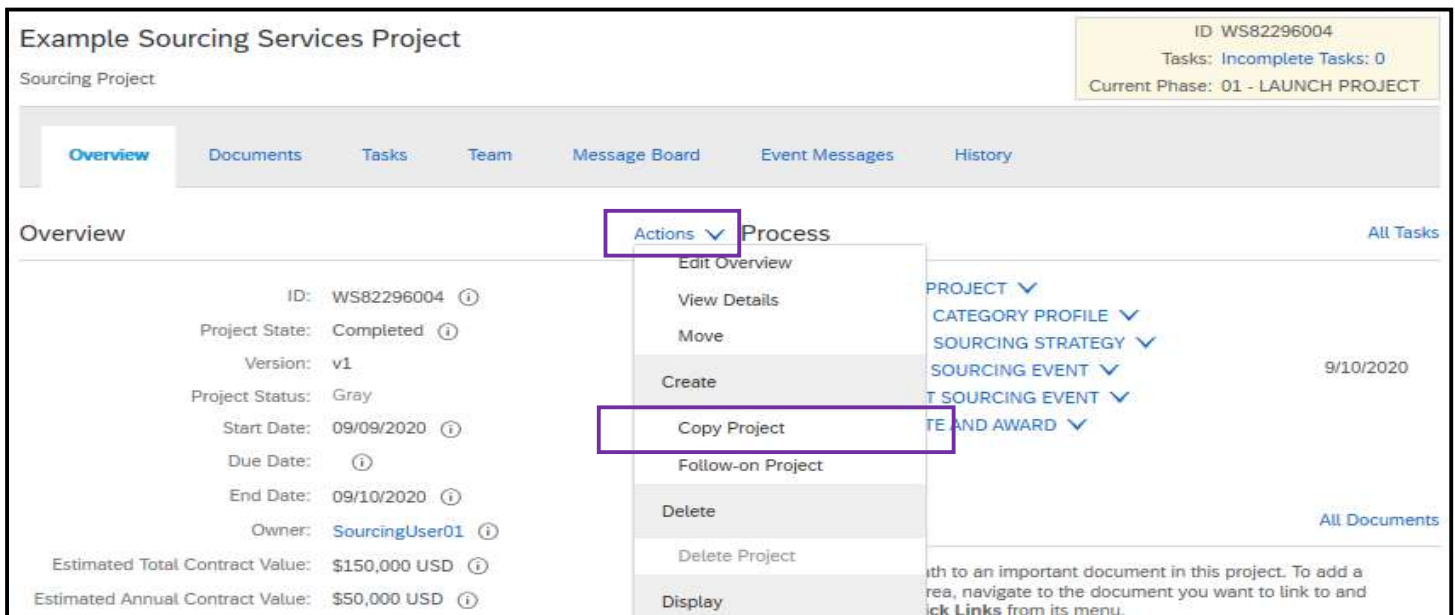 Example Sourcing Services Project
Sourcing Project
ID WS82296004
Tasks: Incomplete Tasks: 0
Current Phase: 01 - LAUNCH PROJECT
Overview Documents Tasks Team Message Board Event Messages History
Overview
Actions
ID: WS82296004
Project State: Completed
Version: v1
Project Status: Gray
Start Date: 09/09/2020
Due Date:
End Date: 09/10/2020
Owner: SourcingUser01
Estimated Total Contract Value: $150,000 USD
Estimated Annual Contract Value: $50,000 USD
Edit Overview
View Details
Move
Create
Copy Project
Follow-on Project
Delete
Delete Project
Display
Process
All Tasks
PROJECT
CATEGORY PROFILE
SOURCING STRATEGY
SOURCING EVENT 9/10/2020
SOURCING EVENT
AND AWARD
All Documents
to an important document in this project. To add a
navigate to the document you want to link to and
Links from its menu.